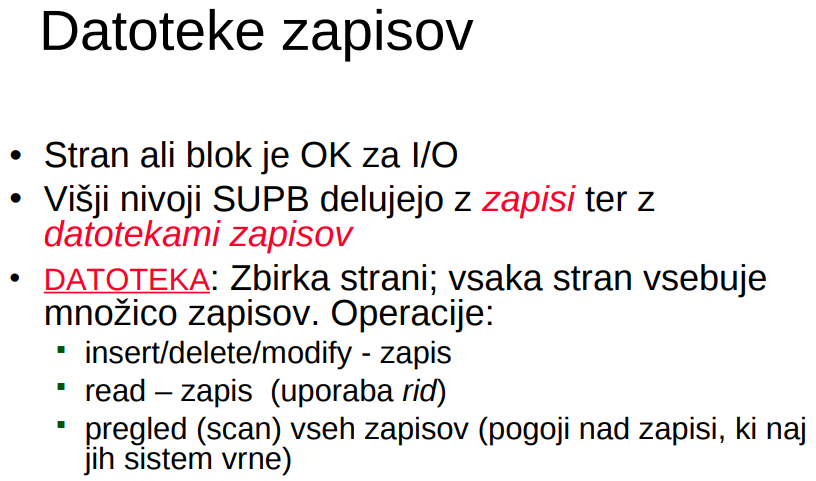 Datoteke zapisov
• Stran ali blok je OK za I/O
• Višji nivoji SUPB delujejo z zapisi ter z
datotekami zapisov
• DATOTEKA: Zbirka strani; vsaka stran vsebuje
množico zapisov. Operacije:
▪ insert/delete/modify - zapis
▪ read – zapis  (uporaba rid)
▪ pregled (scan) vseh zapisov (pogoji nad zapisi, ki naj
jih sistem vrne)